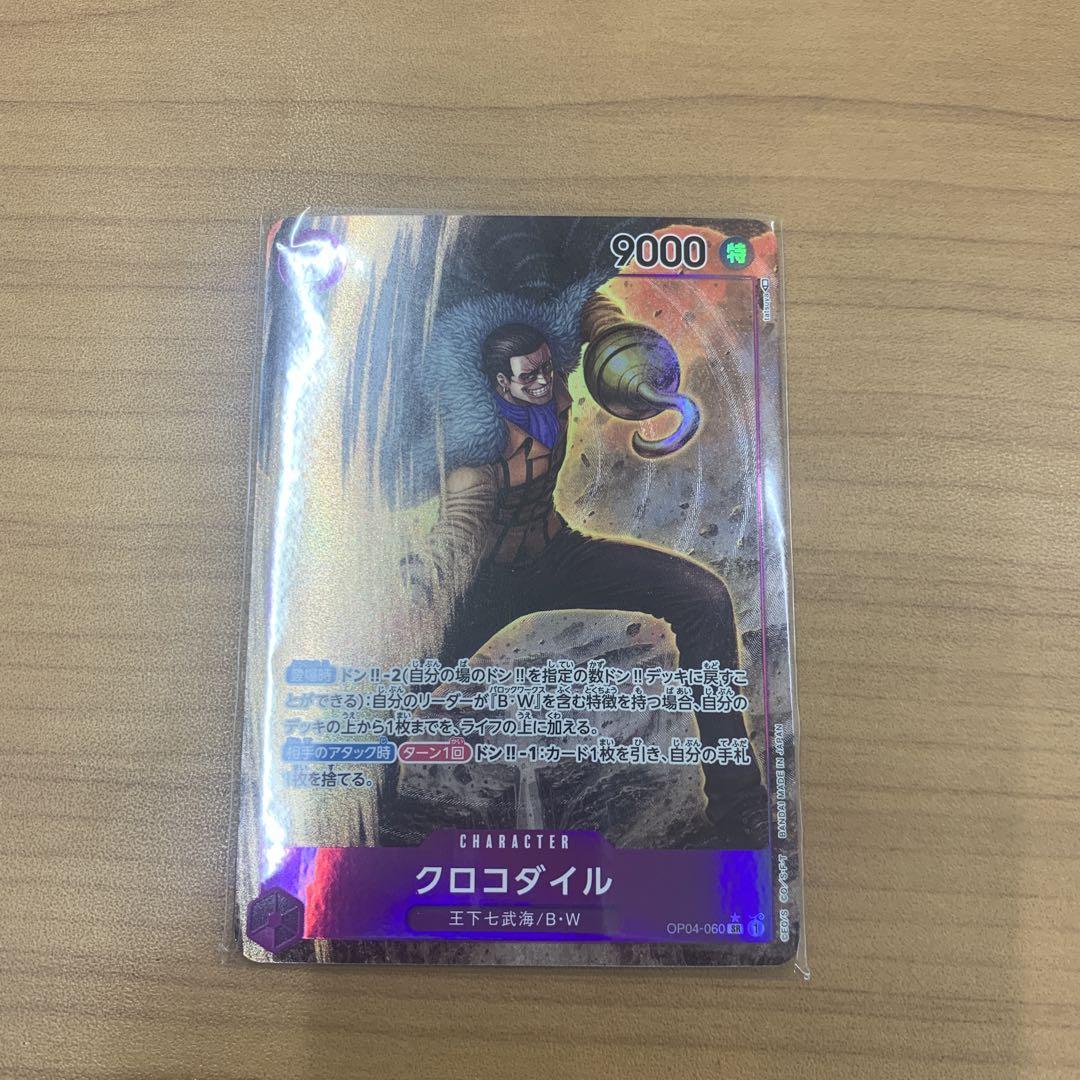 9000 特
tatsuya
登場時 ドン!!-2(自分の場のドン!!を指定の数ドン!!デッキに戻すこ
とができる):自分のリーダーが『B・W』を含む特徴を持つ場合、自分の
デッキの上から1枚までを、ライフの上に加える。
相手のアタック時 ターン1回 ドン!!-1:カード1枚を引き、自分の手札
1枚を捨てる。
CHARACTER
クロコダイル
王下七武海/B・W
OP04-060 SR 1
©EO/S ©O/S・F・T BANDAI MADE IN JAPAN